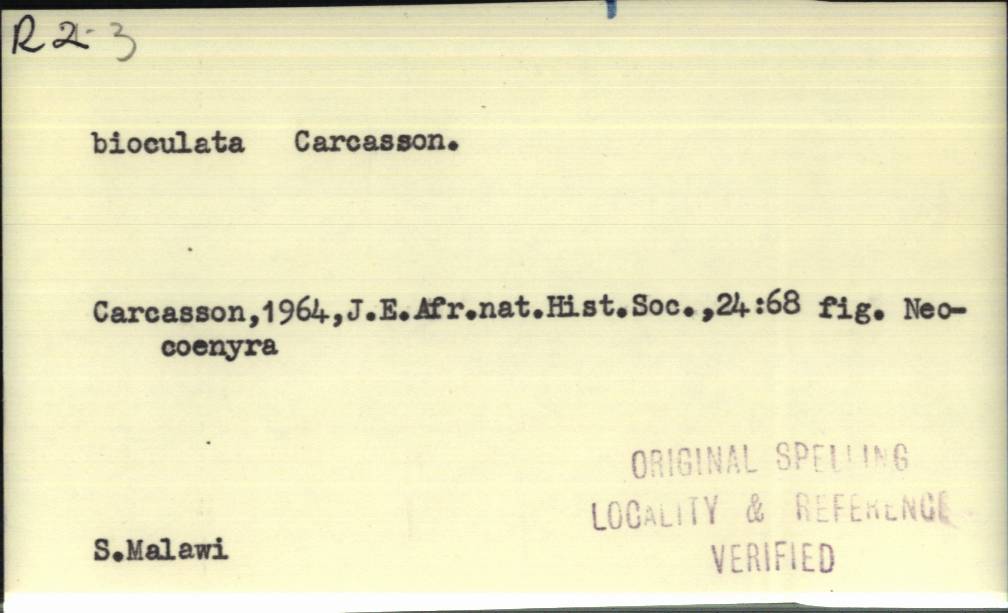 R 2-3
bioculata Carcasson.
Carcasson,1964,J.E.Afr.nat.Hist.Soc.,24:68 fig. Neo-
coenyra
ORIGINAL SPELLING
LOCALITY & REFERENCE
VERIFIED
S.Malawi